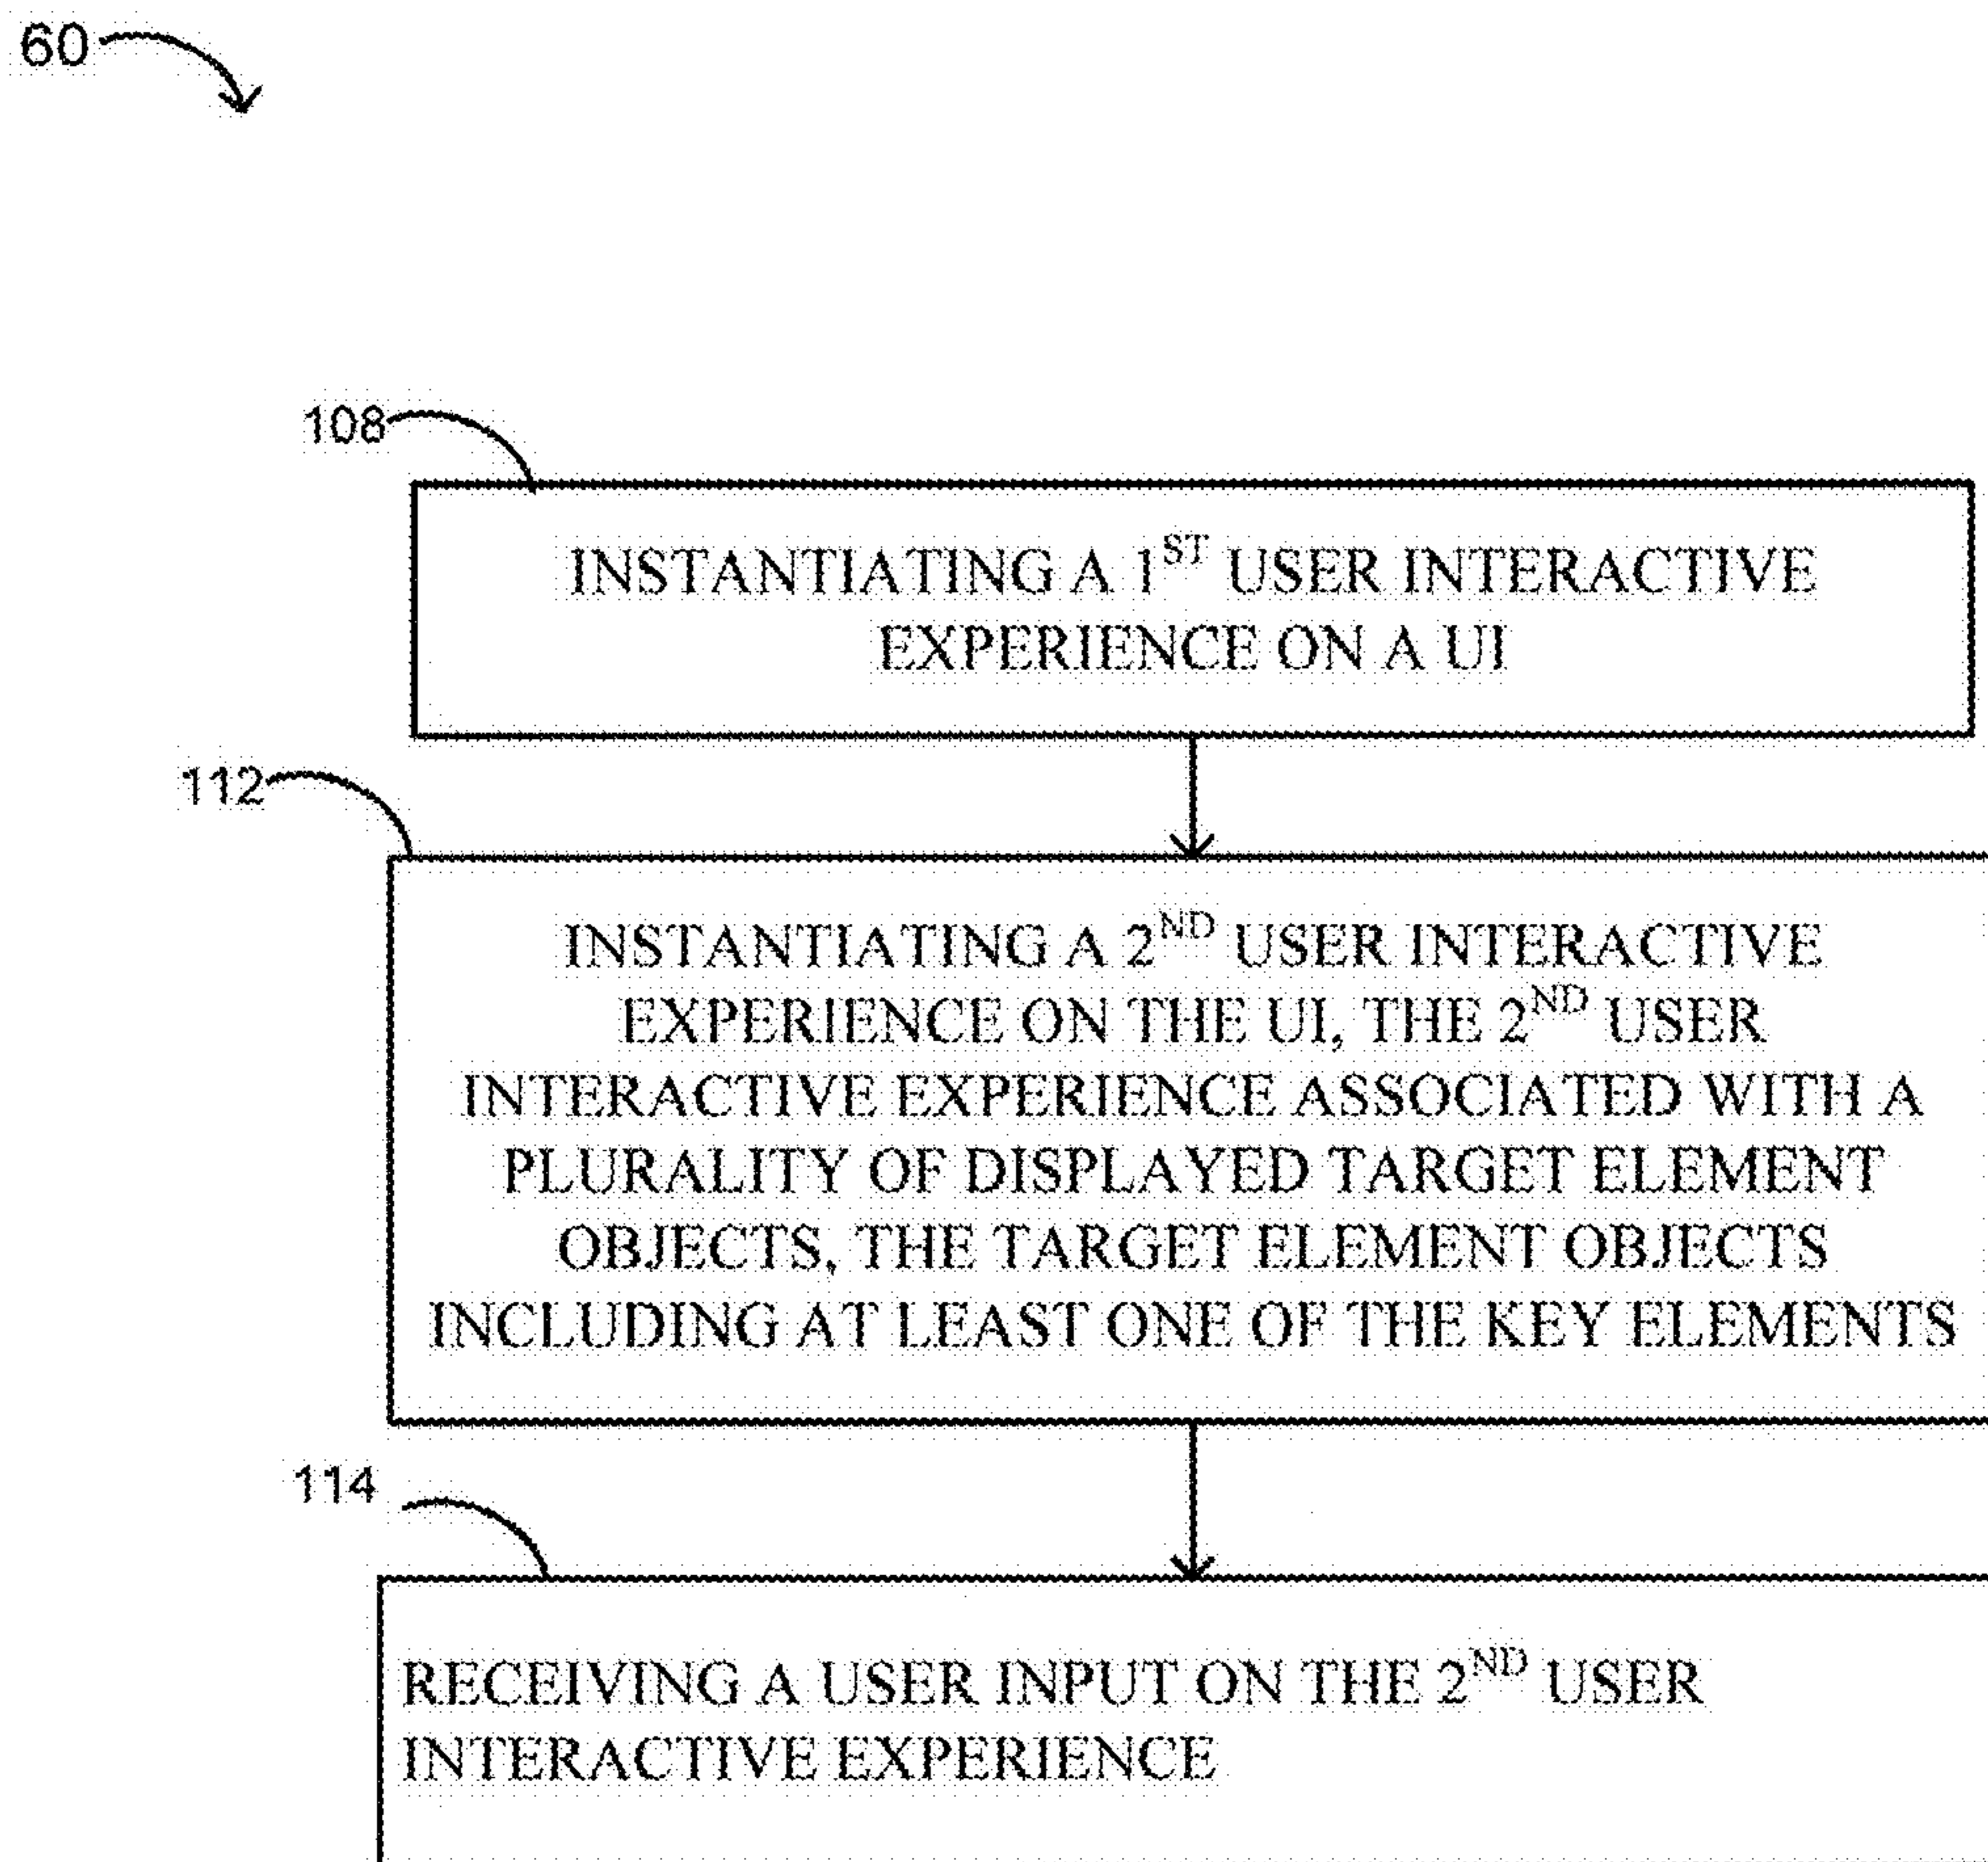 60
108
INSTANTIATING A 1ST USER INTERACTIVE
EXPERIENCE ON A UI
112
INSTANTIATING A 2ND USER INTERACTIVE
EXPERIENCE ON THE UI, THE 2ND USER
INTERACTIVE EXPERIENCE ASSOCIATED WITH A
PLURALITY OF DISPLAYED TARGET ELEMENT
OBJECTS, THE TARGET ELEMENT OBJECTS
INCLUDING AT LEAST ONE OF THE KEY ELEMENTS
114
RECEIVING A USER INPUT ON THE 2ND USER
INTERACTIVE EXPERIENCE